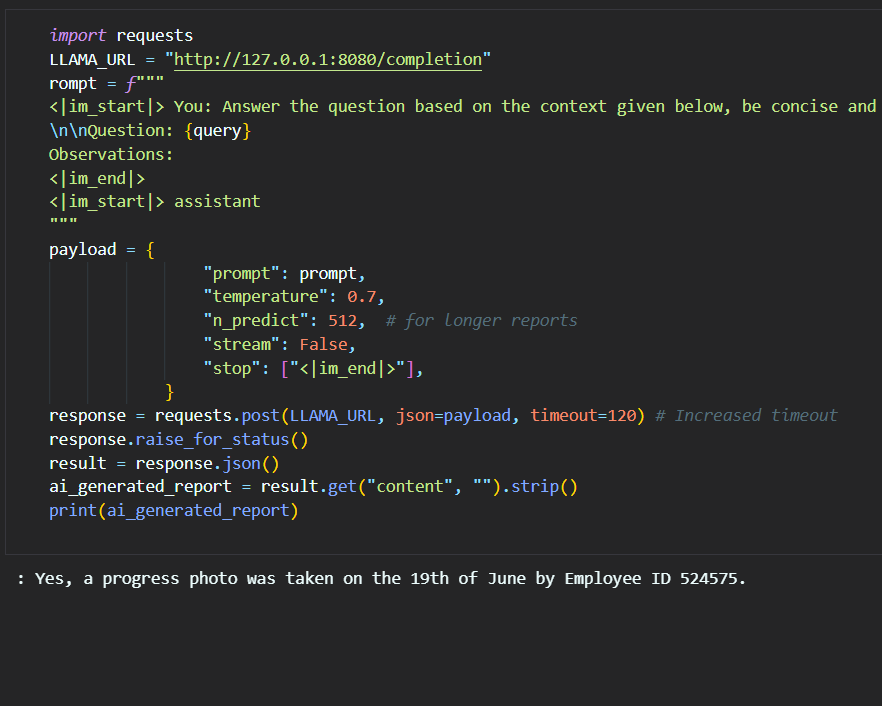 import requests
LLAMA_URL = "http://127.0.0.1:8080/completion"
rompt = f"""
<|im_start|> You: Answer the question based on the context given below, be concise and
\n\nQuestion: {query}
Observations:
<|im_end|>
<|im_start|> assistant
"""
payload = {
"prompt": prompt,
"temperature": 0.7,
"n_predict": 512,  # for longer reports
"stream": False,
"stop": ["<|im_end|>"],
}
response = requests.post(LLAMA_URL, json=payload, timeout=120) # Increased timeout
response.raise_for_status()
result = response.json()
ai_generated_report = result.get("content", "").strip()
print(ai_generated_report)
: Yes, a progress photo was taken on the 19th of June by Employee ID 524575.